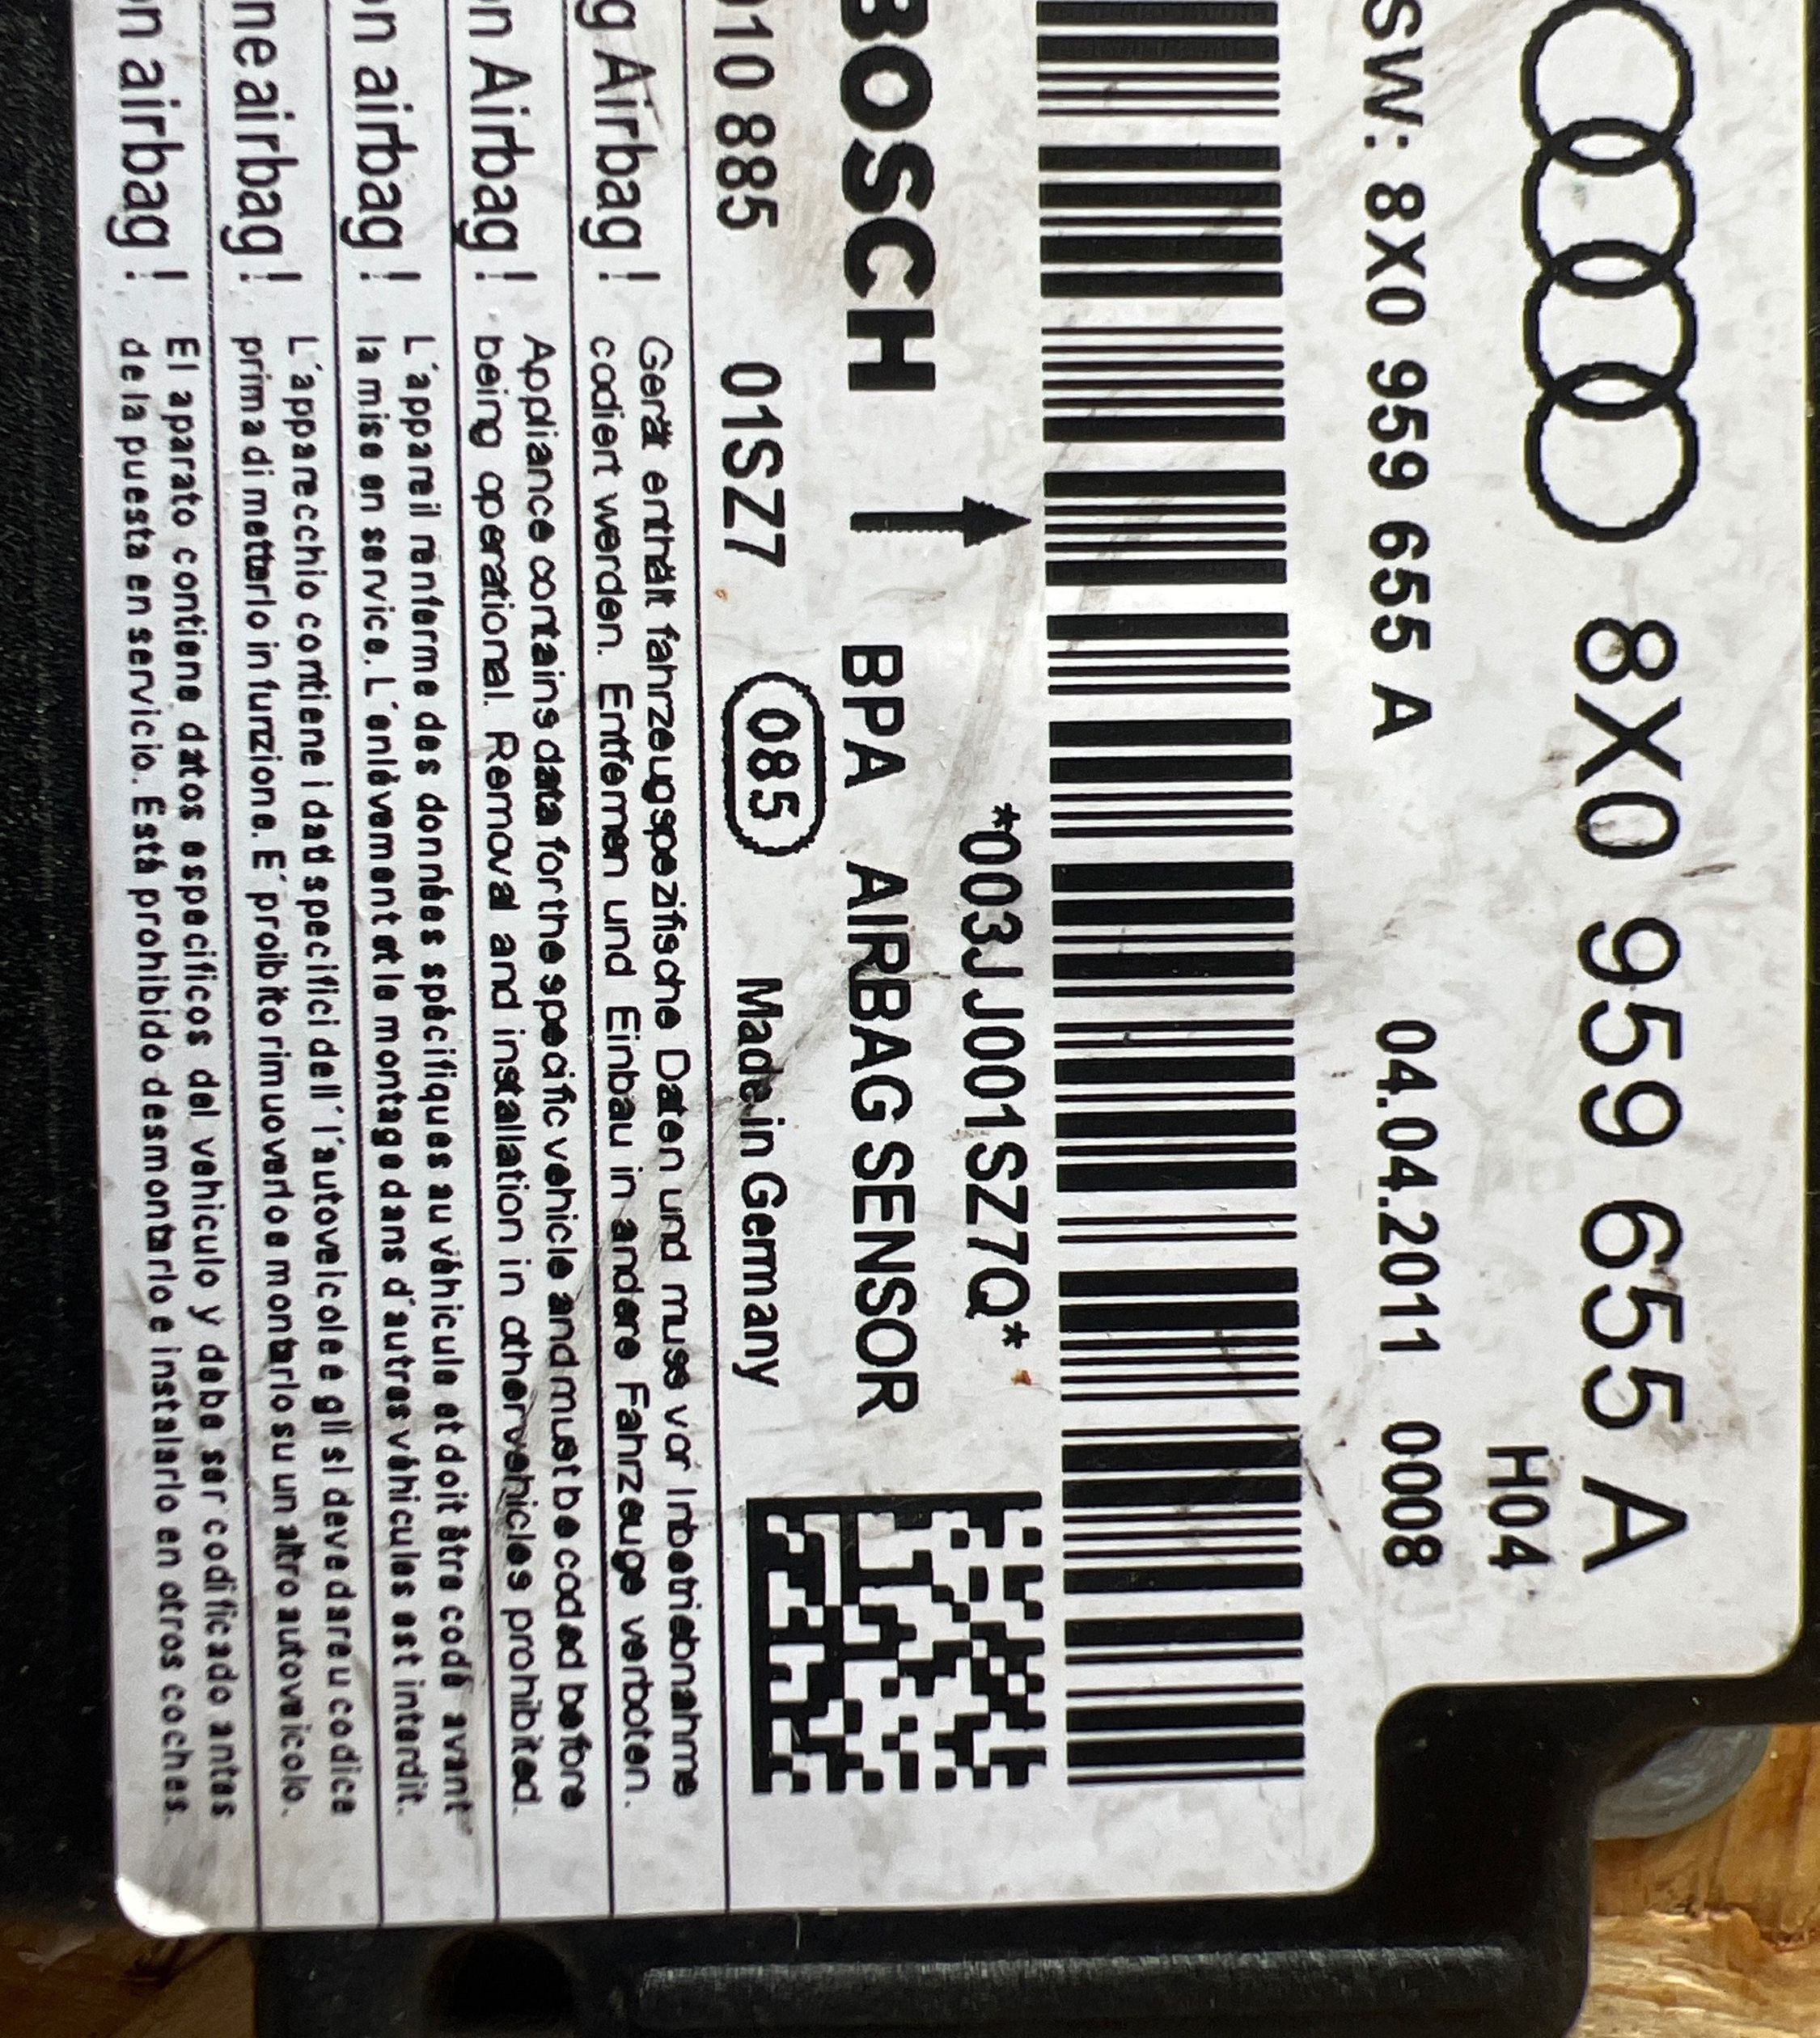 8X0 959 655 A
H04
SW: 8X0 959 655 A 04.04.2011 0008
*003JJ001SZ7Q*
BOSCH BPA AIRBAG SENSOR
010 885 01SZ7 085 Made in Germany
g Airbag ! Gerät enthält fahrzeugspezifische Daten und muss vor Inbetriebnahme
codiert werden. Entfernen und Einbau in andere Fahrzeuge verboten.
n Airbag ! Appliance contains data for the specific vehicle and must be coded before
being operational. Removal and installation in other vehicles prohibited.
n airbag ! L´appareil renferme des données spécifiques au véhicule et doit être codé avant
la mise en service. L´enlèvement et le montage dans d´autres véhicules est interdit.
ne airbag ! L´apparecchio contiene i dati specifici dell´l´autoveicolo e gli si deve dare u codice
prima di metterlo in funzione. E´ proibito rimuoverlo e montarlo su un altro autoveicolo.
n airbag ! El aparato contiene datos especificos del vehiculo y debe ser codificado antes
de la puesta en servicio. Está prohibido desmontarlo e instalarlo en otros coches.